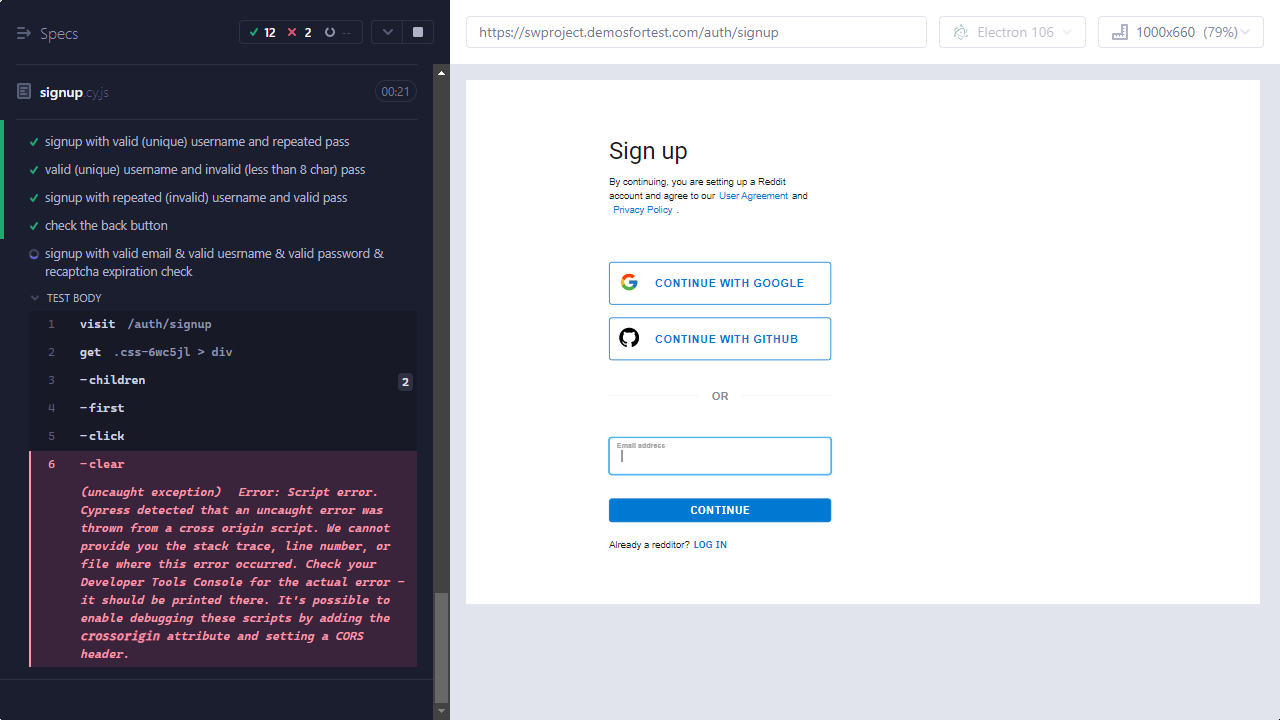 Specs
12 2 --
signup.cy.js
00:21
signup with valid (unique) username and repeated pass
valid (unique) username and invalid (less than 8 char) pass
signup with repeated (invalid) username and valid pass
check the back button
signup with valid email & valid uesrname & valid password &
recaptcha expiration check
TEST BODY
1 visit /auth/signup
2 get .css-6wc5jl > div
3 -children 2
4 -first
5 -click
6 -clear
(uncaught exception) Error: Script error.
Cypress detected that an uncaught error was
thrown from a cross origin script. We cannot
provide you the stack trace, line number, or
file where this error occurred. Check your
Developer Tools Console for the actual error -
it should be printed there. It's possible to
enable debugging these scripts by adding the
crossorigin attribute and setting a CORS
header.
https://swproject.demosfortest.com/auth/signup
Electron 106
1000x660 (79%)
Sign up
By continuing, you are setting up a Reddit
account and agree to our User Agreement and
Privacy Policy .
CONTINUE WITH GOOGLE
CONTINUE WITH GITHUB
OR
Email address
CONTINUE
Already a redditor? LOG IN